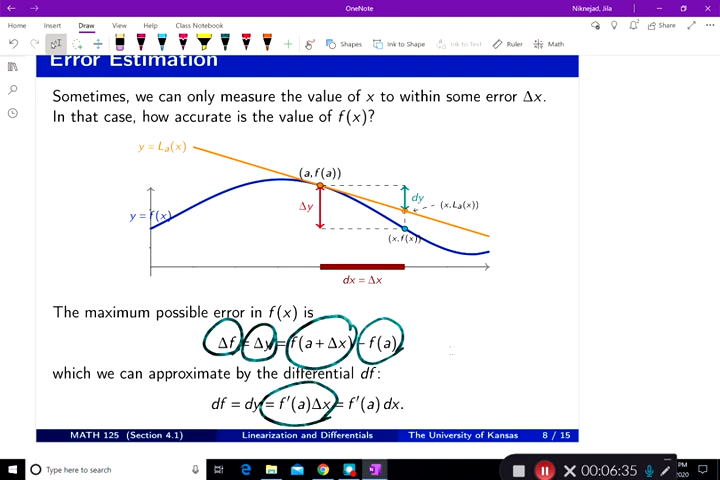 OneNote
Niknejad, Jila
Home Insert Draw View Help Class Notebook
Share
Shapes Ink to Shape Ink to Text Ruler Math
Error Estimation
Sometimes, we can only measure the value of x to within some error Δx.
In that case, how accurate is the value of f(x)?
y = La(x)
(a, f(a))
dy
(x, La(x))
Δy
y = f(x)
(x, f(x))
dx = Δx
The maximum possible error in f(x) is
Δf = Δy = f(a + Δx) − f(a)
which we can approximate by the differential df:
df = dy = f′(a)Δx = f′(a) dx.
MATH 125 (Section 4.1) Linearization and Differentials The University of Kansas 8 / 15
Type here to search
00:06:35
PM
2020